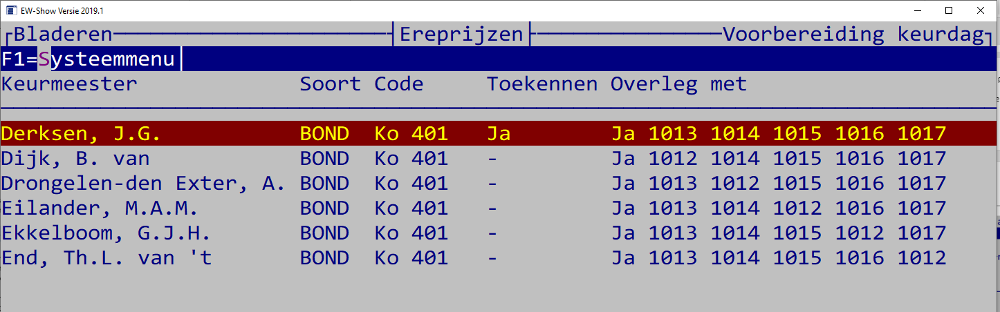 EW-Show Versie 2019.1
Bladeren Ereprijzen Voorbereiding keurdag
F1=Systeemmenu
Keurmeester Soort Code Toekennen Overleg met
Derksen, J.G. BOND Ko 401 Ja Ja 1013 1014 1015 1016 1017
Dijk, B. van BOND Ko 401 - Ja 1012 1014 1015 1016 1017
Drongelen-den Exter, A. BOND Ko 401 - Ja 1013 1012 1015 1016 1017
Eilander, M.A.M. BOND Ko 401 - Ja 1013 1014 1012 1016 1017
Ekkelboom, G.J.H. BOND Ko 401 - Ja 1013 1014 1015 1012 1017
End, Th.L. van 't BOND Ko 401 - Ja 1013 1014 1015 1016 1012